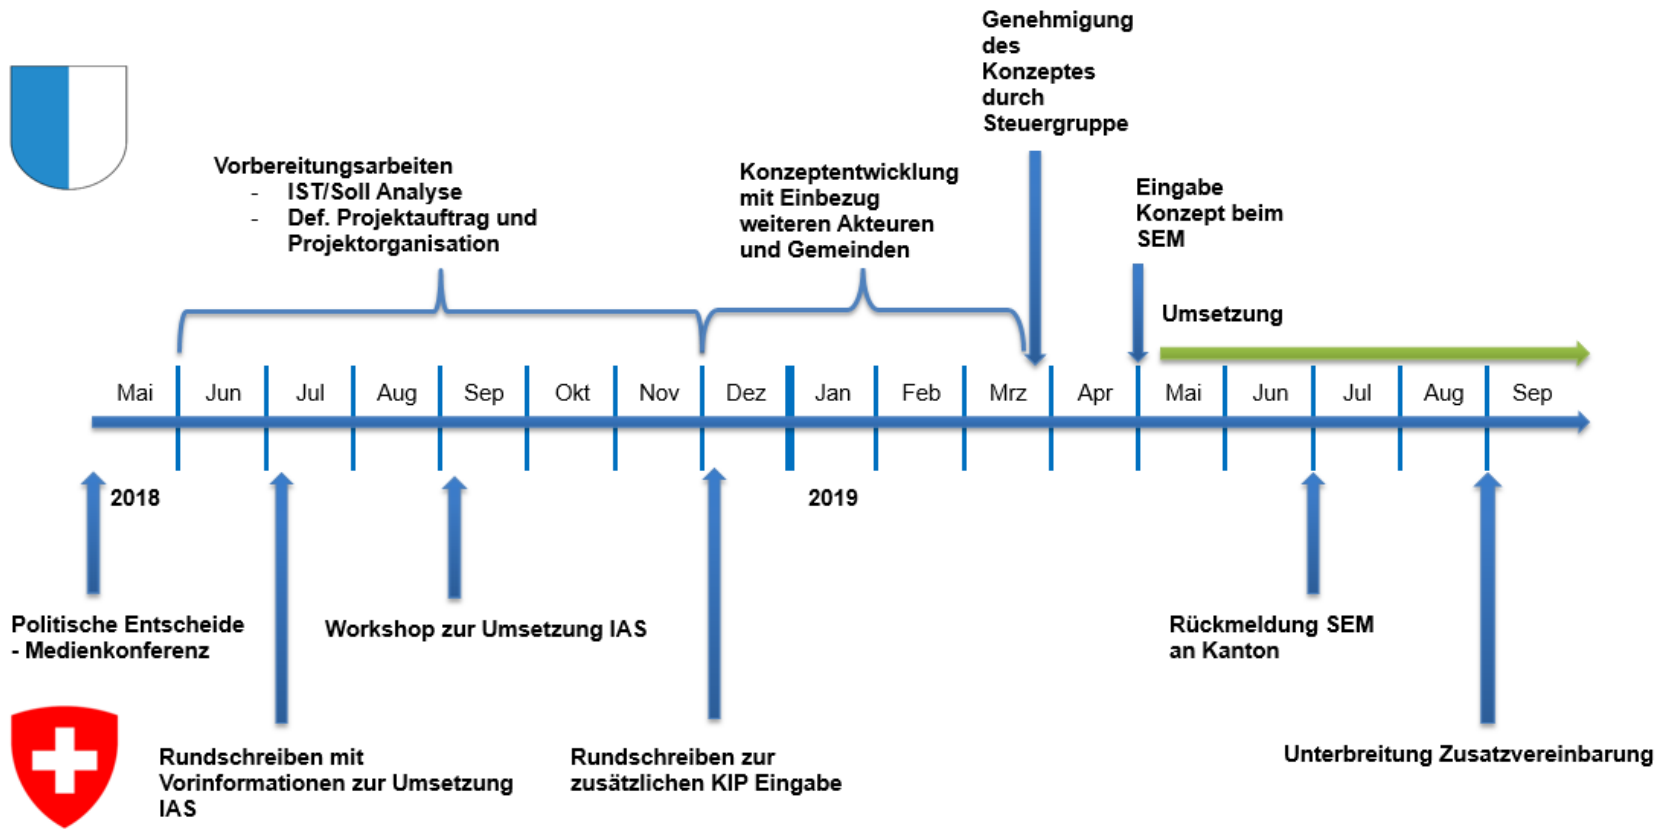 Genehmigung
des
Konzeptes
durch
Steuergruppe
Vorbereitungsarbeiten
- IST/Soll Analyse
- Def. Projektauftrag und
Projektorganisation
Konzeptentwicklung
mit Einbezug
weiteren Akteuren
und Gemeinden
Eingabe
Konzept beim
SEM
Umsetzung
Mai Jun Jul Aug Sep Okt Nov Dez Jan Feb Mrz Apr Mai Jun Jul Aug Sep
2018 2019
Politische Entscheide
- Medienkonferenz
Workshop zur Umsetzung IAS
Rückmeldung SEM
an Kanton
Rundschreiben mit
Vorinformationen zur Umsetzung
IAS
Rundschreiben zur
zusätzlichen KIP Eingabe
Unterbreitung Zusatzvereinbarung